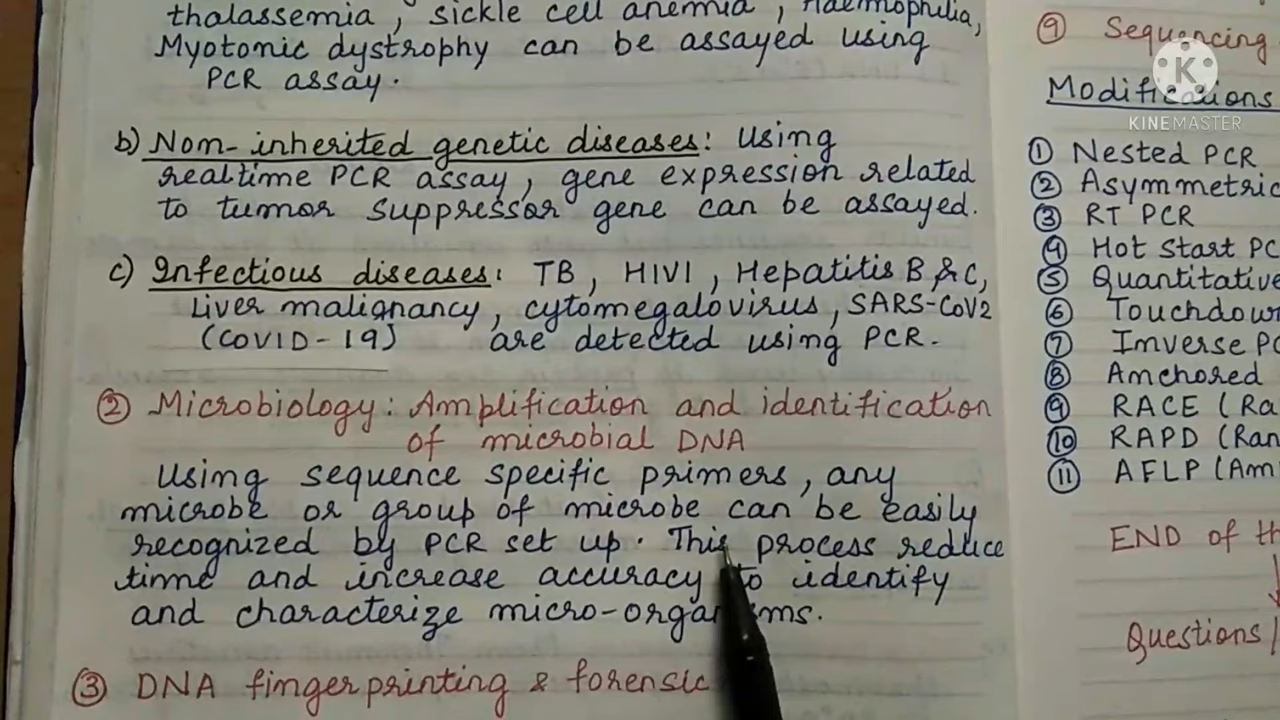 thalassemia, sickle cell anemia, Haemophilia,
Myotonic dystrophy can be assayed using
PCR assay.
b) Non-inherited genetic diseases: Using
realtime PCR assay, gene expression related
to tumor suppressor gene can be assayed.
c) Infectious diseases: TB, HIVI, Hepatitis B & C,
Liver malignancy, cytomegalovirus, SARS-CoV2
(COVID-19) are detected using PCR.
② Microbiology: Amplification and identification
of microbial DNA
Using sequence specific primers, any
microbe or group of microbe can be easily
recognized by PCR set up. This process reduce
time and increase accuracy to identify
and characterize micro-organisms.
③ DNA fingerprinting & forensic
⑨ Sequencing
Modifications
① Nested PCR
② Asymmetric
③ RT PCR
④ Hot Start PC
⑤ Quantitative
⑥ Touchdown
⑦ Inverse PC
⑧ Anchored
⑨ RACE (Ra
⑩ RAPD (Ran
⑪ AFLP (Am
END of th
Questions
K
KINEMASTER